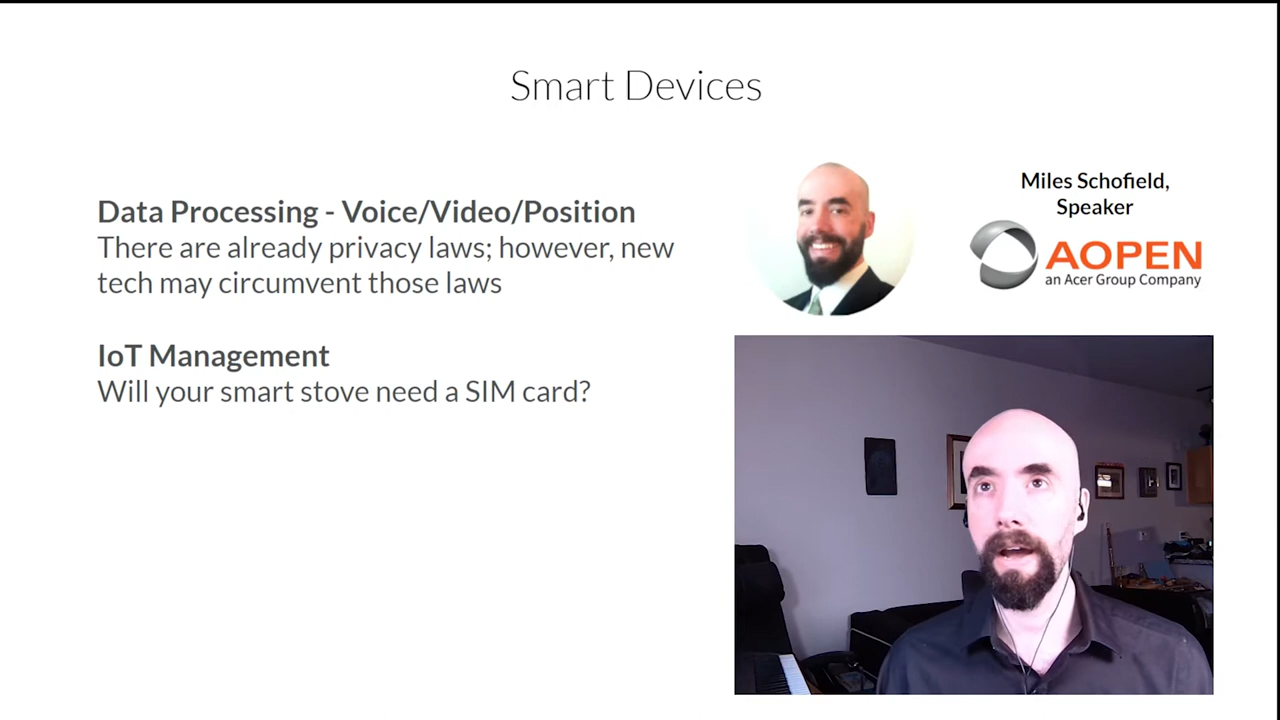 Smart Devices
Data Processing - Voice/Video/Position
There are already privacy laws; however, new
tech may circumvent those laws
IoT Management
Will your smart stove need a SIM card?
Miles Schofield,
Speaker
AOPEN
an Acer Group Company